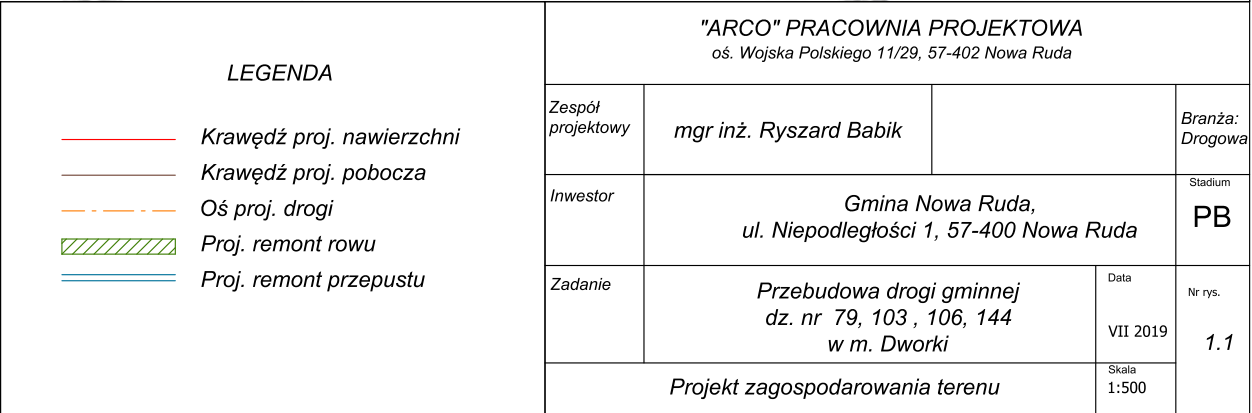 LEGENDA
Krawędź proj. nawierzchni
Krawędź proj. pobocza
Oś proj. drogi
Proj. remont rowu
Proj. remont przepustu
"ARCO" PRACOWNIA PROJEKTOWA
oś. Wojska Polskiego 11/29, 57-402 Nowa Ruda
Zespół
projektowy
mgr inż. Ryszard Babik
Branża:
Drogowa
Inwestor
Gmina Nowa Ruda,
ul. Niepodległości 1, 57-400 Nowa Ruda
Stadium
PB
Zadanie
Przebudowa drogi gminnej
dz. nr 79, 103 , 106, 144
w m. Dworki
Data
VII 2019
Nr rys.
1.1
Projekt zagospodarowania terenu
Skala
1:500